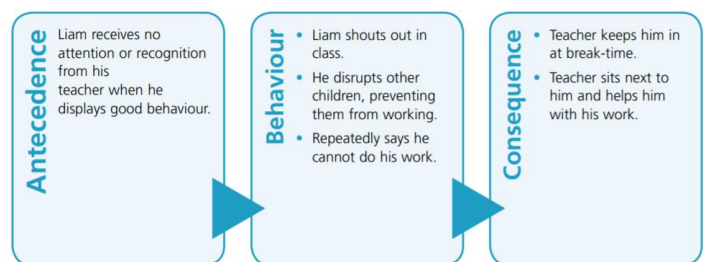 Antecedence
Liam receives no
attention or recognition
from his
teacher when he
displays good behaviour.
Behaviour
• Liam shouts out in
class.
• He disrupts other
children, preventing
them from working.
• Repeatedly says he
cannot do his work.
Consequence
• Teacher keeps him in
at break-time.
• Teacher sits next to
him and helps him
with his work.